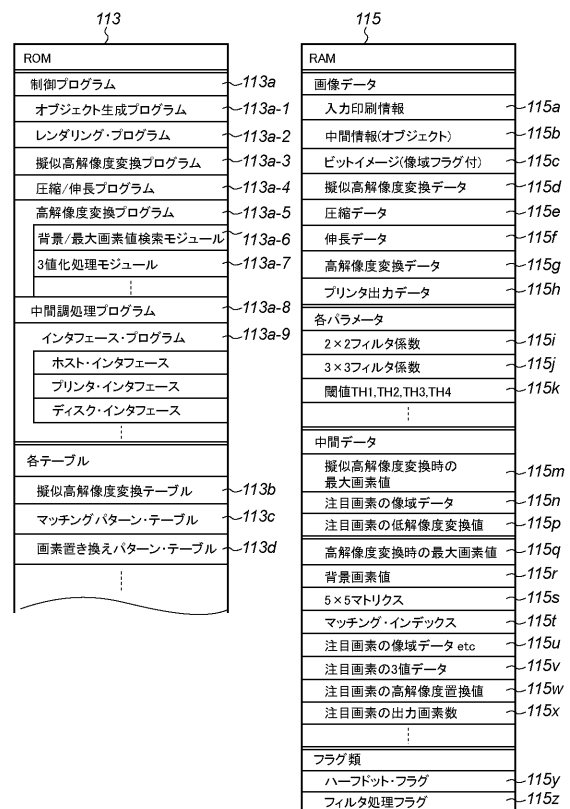 113
ROM
制御プログラム 113a
オブジェクト生成プログラム 113a-1
レンダリング・プログラム 113a-2
擬似高解像度変換プログラム 113a-3
圧縮/伸長プログラム 113a-4
高解像度変換プログラム 113a-5
背景/最大画素値検索モジュール 113a-6
3値化処理モジュール 113a-7
中間調処理プログラム 113a-8
インタフェース・プログラム 113a-9
ホスト・インタフェース
プリンタ・インタフェース
ディスク・インタフェース
各テーブル
擬似高解像度変換テーブル 113b
マッチングパターン・テーブル 113c
画素置き換えパターン・テーブル 113d
115
RAM
画像データ
入力印刷情報 115a
中間情報(オブジェクト) 115b
ビットイメージ(像域フラグ付) 115c
擬似高解像度変換データ 115d
圧縮データ 115e
伸長データ 115f
高解像度変換データ 115g
プリンタ出力データ 115h
各パラメータ
2×2フィルタ係数 115i
3×3フィルタ係数 115j
閾値TH1,TH2,TH3,TH4 115k
中間データ
擬似高解像度変換時の
最大画素値 115m
注目画素の像域データ 115n
注目画素の低解像度変換値 115p
高解像度変換時の最大画素値 115q
背景画素値 115r
5×5マトリクス 115s
マッチング・インデックス 115t
注目画素の像域データ etc 115u
注目画素の3値データ 115v
注目画素の高解像度置換値 115w
注目画素の出力画素数 115x
フラグ類
ハーフドット・フラグ 115y
フィルタ処理フラグ 115z